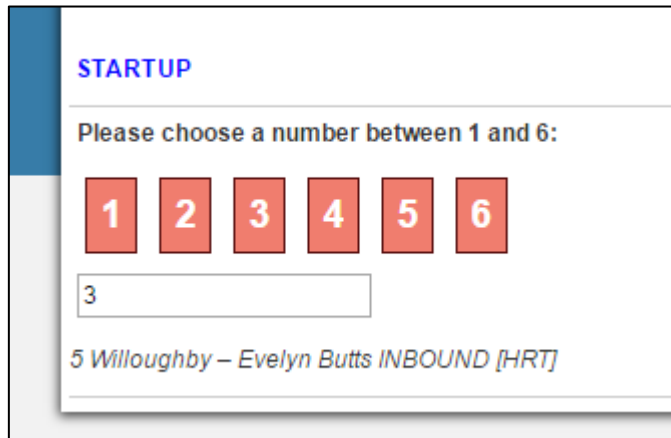 STARTUP
Please choose a number between 1 and 6:
1 2 3 4 5 6
3
5 Willoughby – Evelyn Butts INBOUND [HRT]